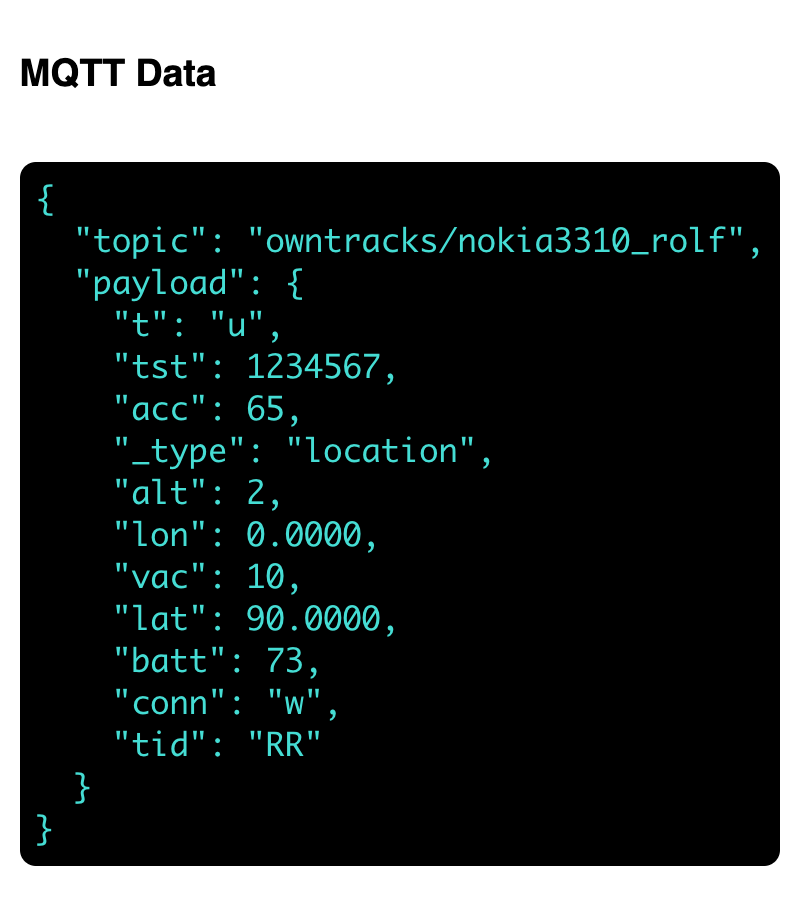 MQTT Data
{
  "topic": "owntracks/nokia3310_rolf",
  "payload": {
    "t": "u",
    "tst": 1234567,
    "acc": 65,
    "_type": "location",
    "alt": 2,
    "lon": 0.0000,
    "vac": 10,
    "lat": 90.0000,
    "batt": 73,
    "conn": "w",
    "tid": "RR"
  }
}